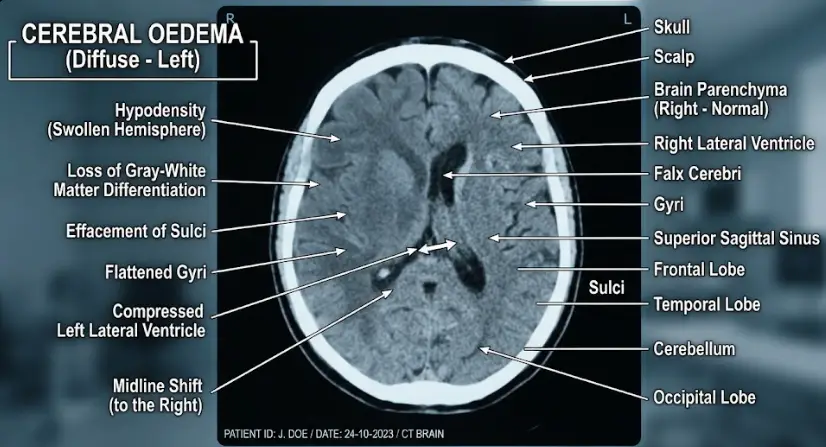 CEREBRAL OEDEMA
(Diffuse - Left)
R
L
Hypodensity
(Swollen Hemisphere)
Loss of Gray-White
Matter Differentiation
Effacement of Sulci
Flattened Gyri
Compressed
Left Lateral Ventricle
Midline Shift
(to the Right)
Skull
Scalp
Brain Parenchyma
(Right - Normal)
Right Lateral Ventricle
Falx Cerebri
Gyri
Superior Sagittal Sinus
Frontal Lobe
Sulci
Temporal Lobe
Cerebellum
Occipital Lobe
PATIENT ID: J. DOE / DATE: 24-10-2023 / CT BRAIN